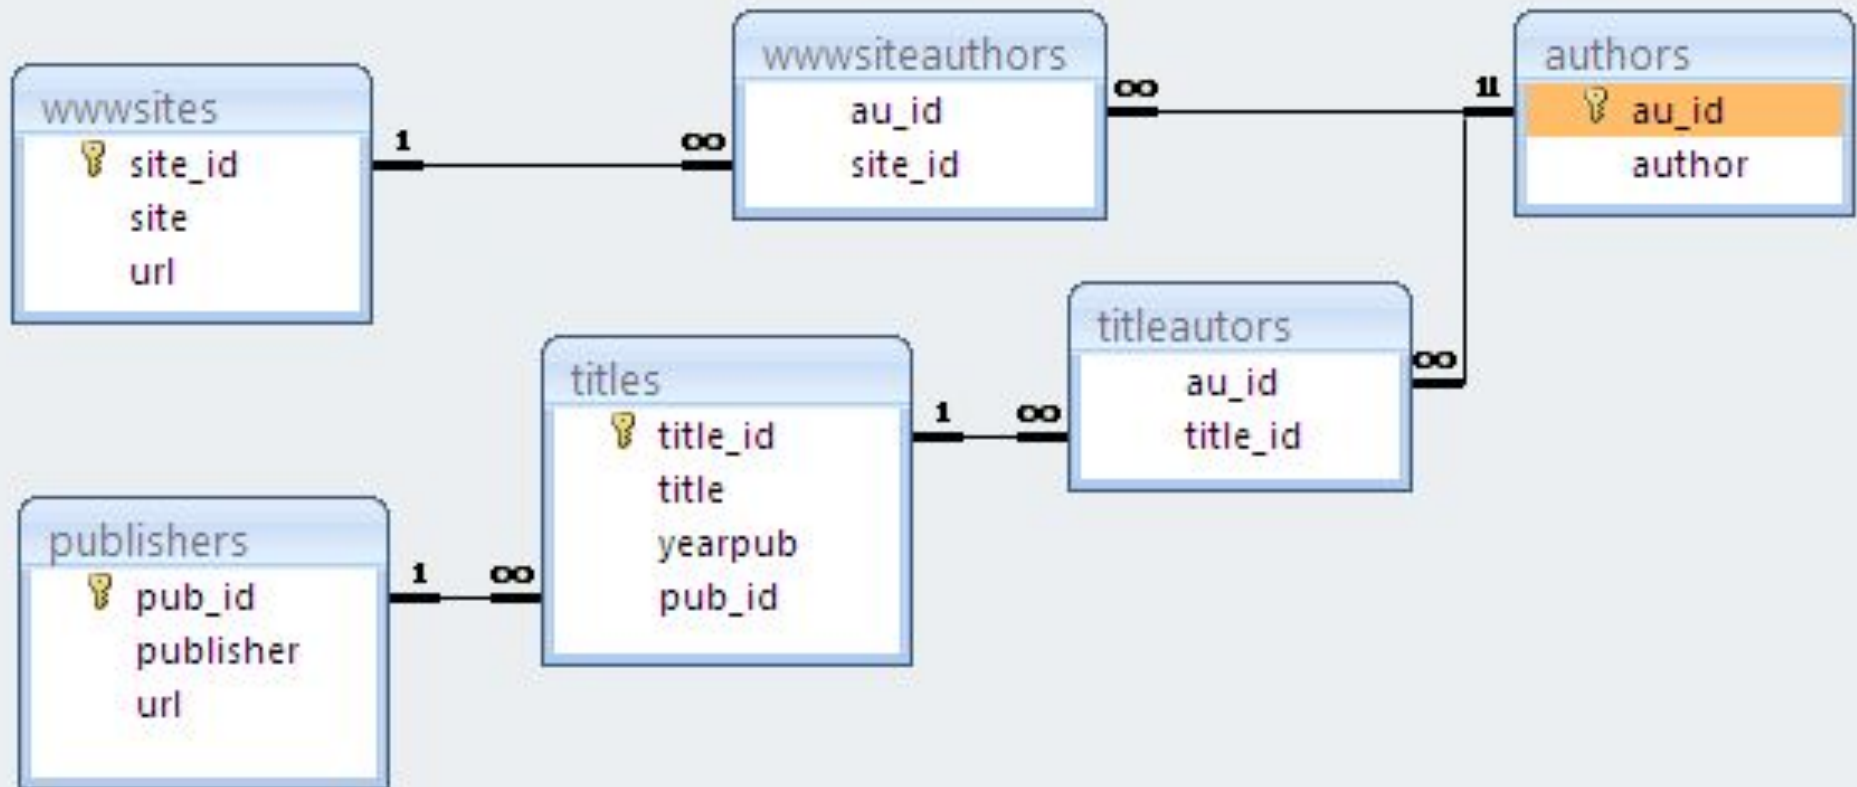 wwwsites
site_id
site
url
1
∞
wwwsiteauthors
au_id
site_id
∞
11
authors
au_id
author
titleautors
au_id
title_id
∞
titles
title_id
title
yearpub
pub_id
1
∞
publishers
pub_id
publisher
url
1
∞